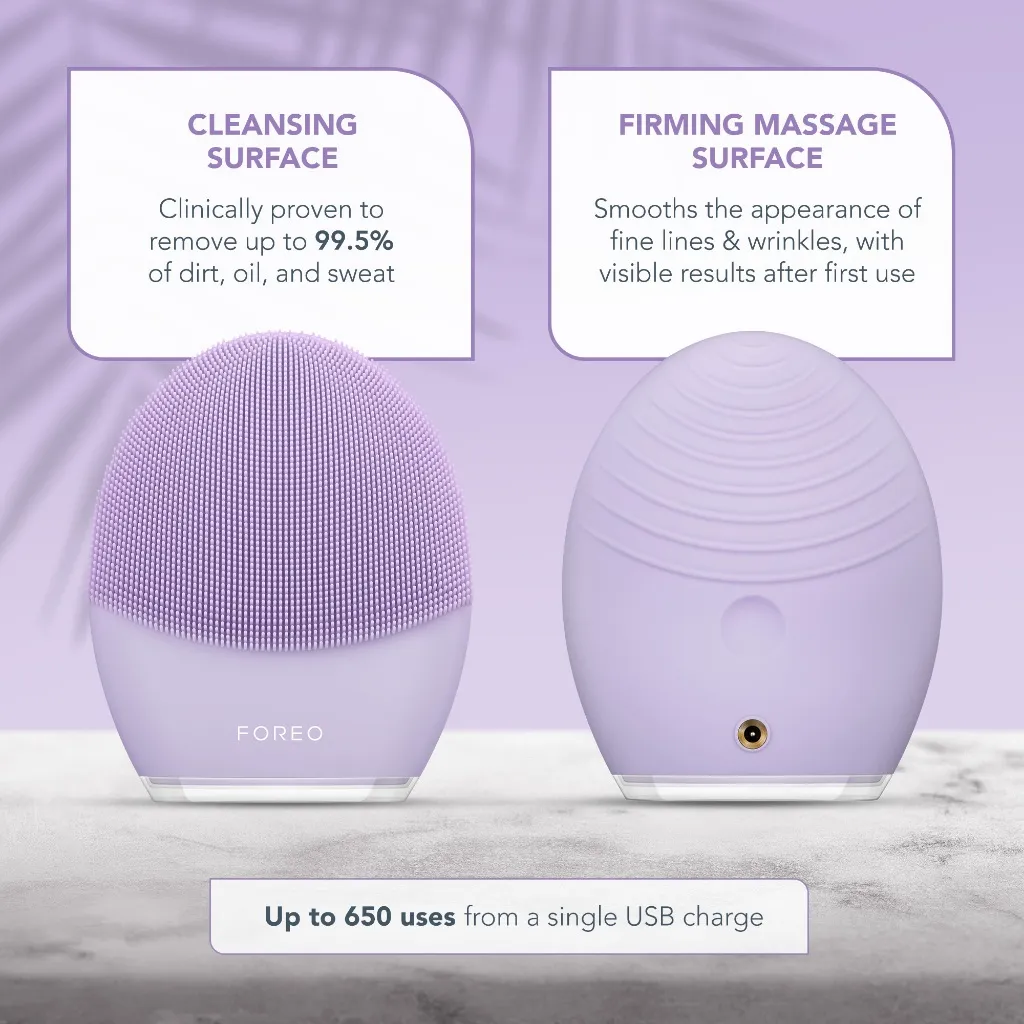 CLEANSING
SURFACE
Clinically proven to
remove up to 99.5%
of dirt, oil, and sweat
FIRMING MASSAGE
SURFACE
Smooths the appearance of
fine lines & wrinkles, with
visible results after first use
FOREO
Up to 650 uses from a single USB charge